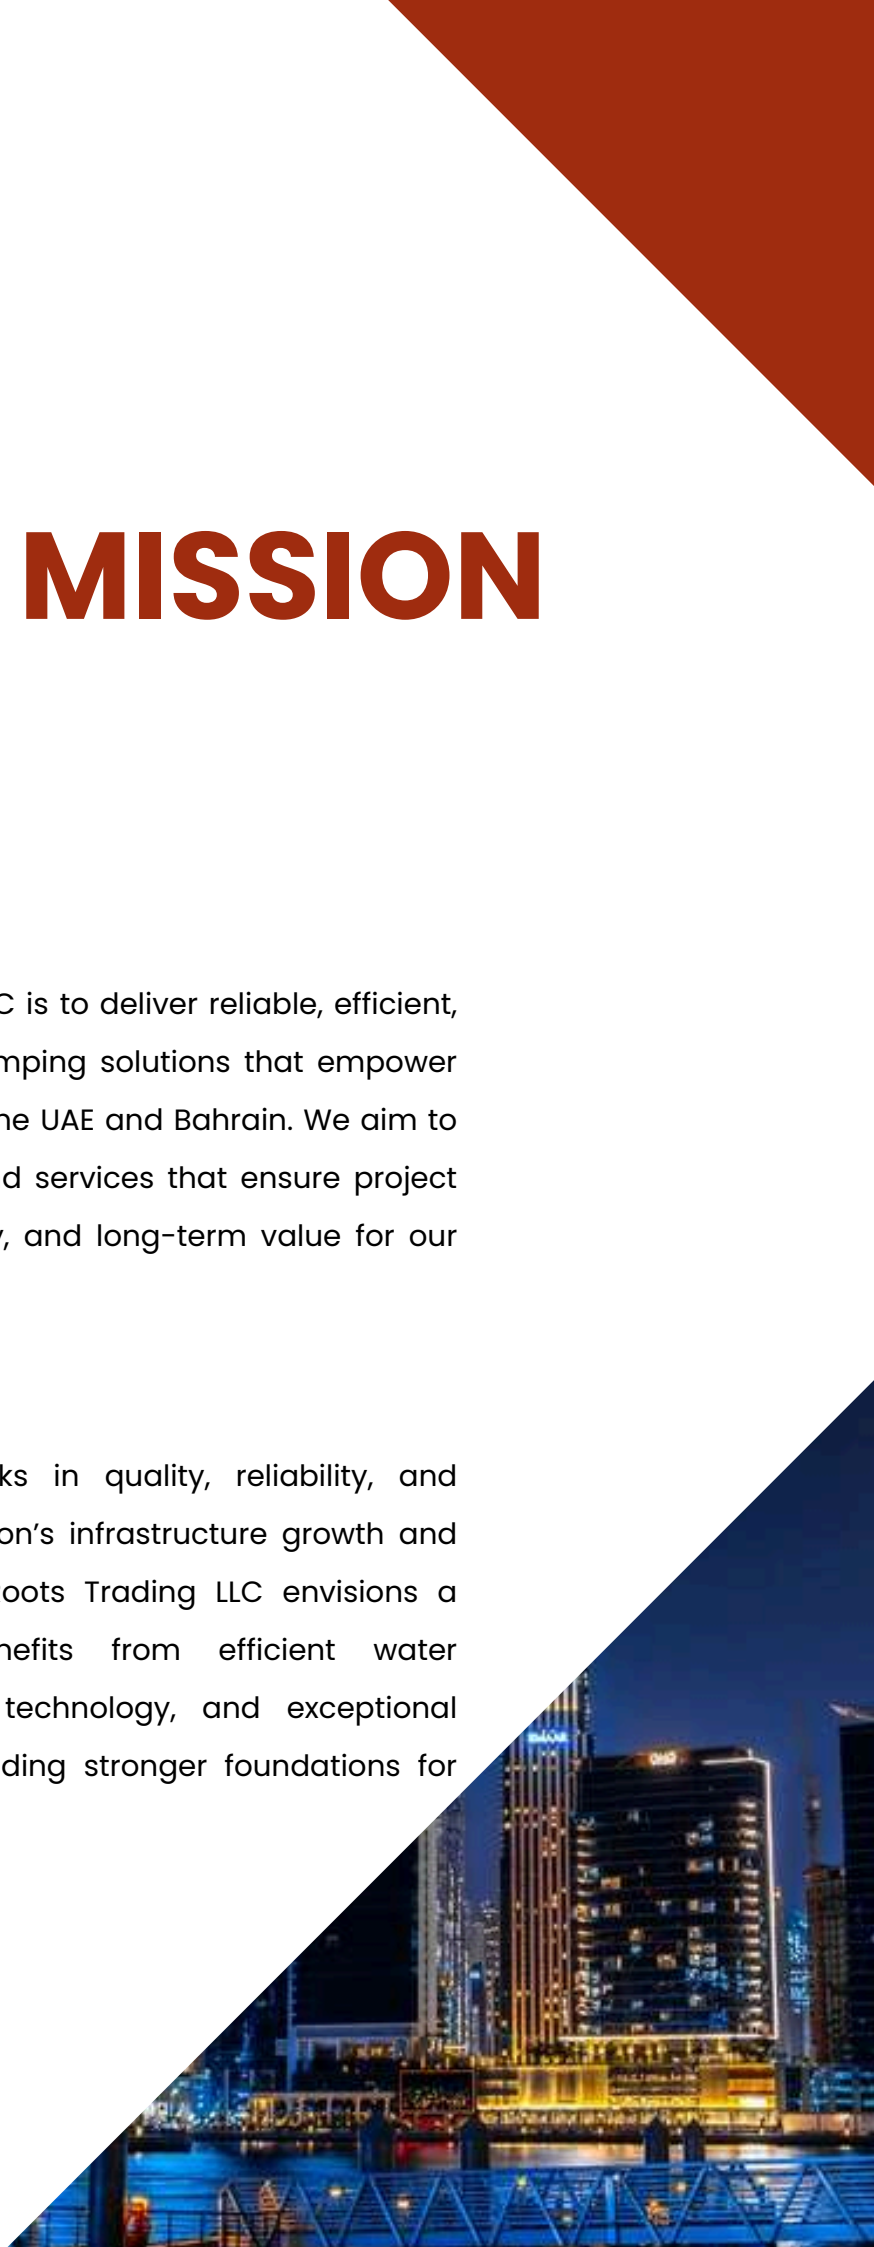 MISSION
C is to deliver reliable, efficient,
mping solutions that empower
he UAE and Bahrain. We aim to
d services that ensure project
y, and long-term value for our
ks in quality, reliability, and
on’s infrastructure growth and
oots Trading LLC envisions a
nefits from efficient water
technology, and exceptional
ding stronger foundations for